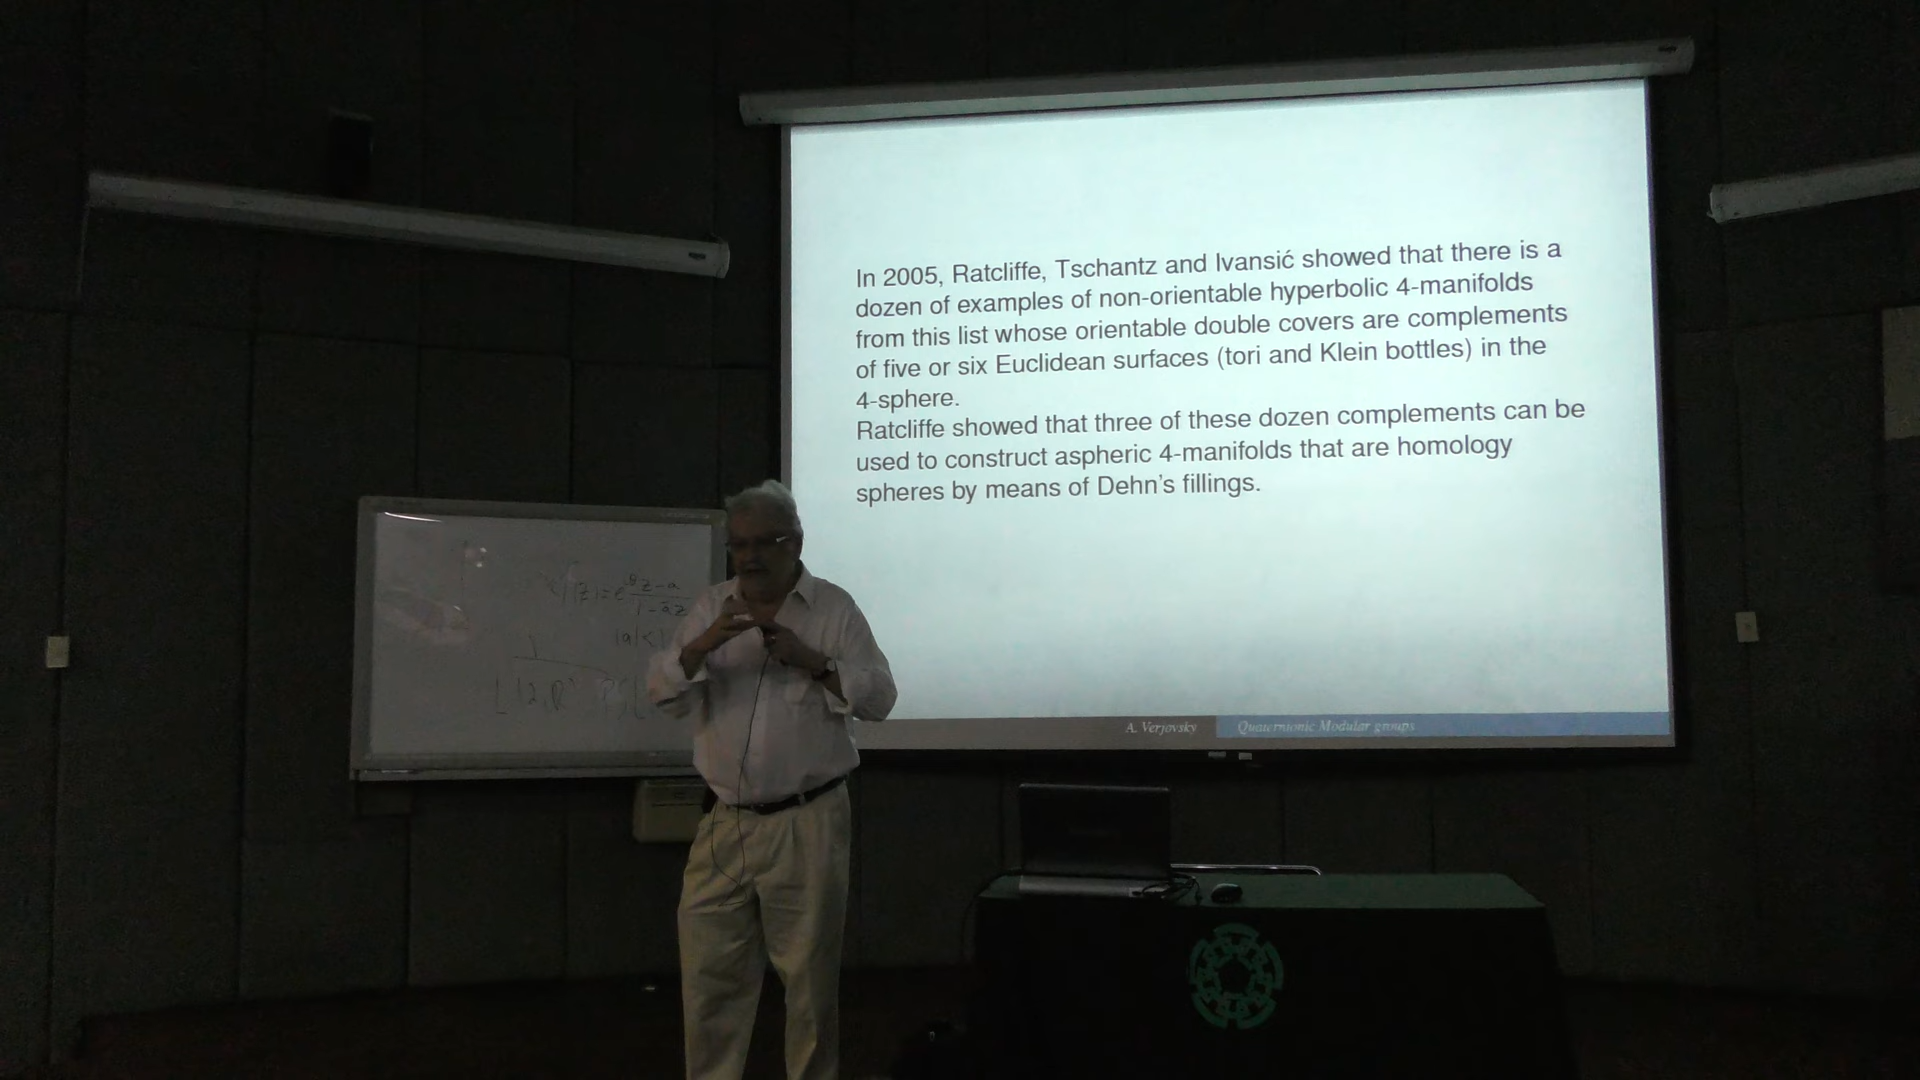 In 2005, Ratcliffe, Tschantz and Ivansić showed that there is a
dozen of examples of non-orientable hyperbolic 4-manifolds
from this list whose orientable double covers are complements
of five or six Euclidean surfaces (tori and Klein bottles) in the
4-sphere.
Ratcliffe showed that three of these dozen complements can be
used to construct aspheric 4-manifolds that are homology
spheres by means of Dehn's fillings.
A. Verjovsky Quaternionic Modular groups
z-a
1-āz
|a|<1